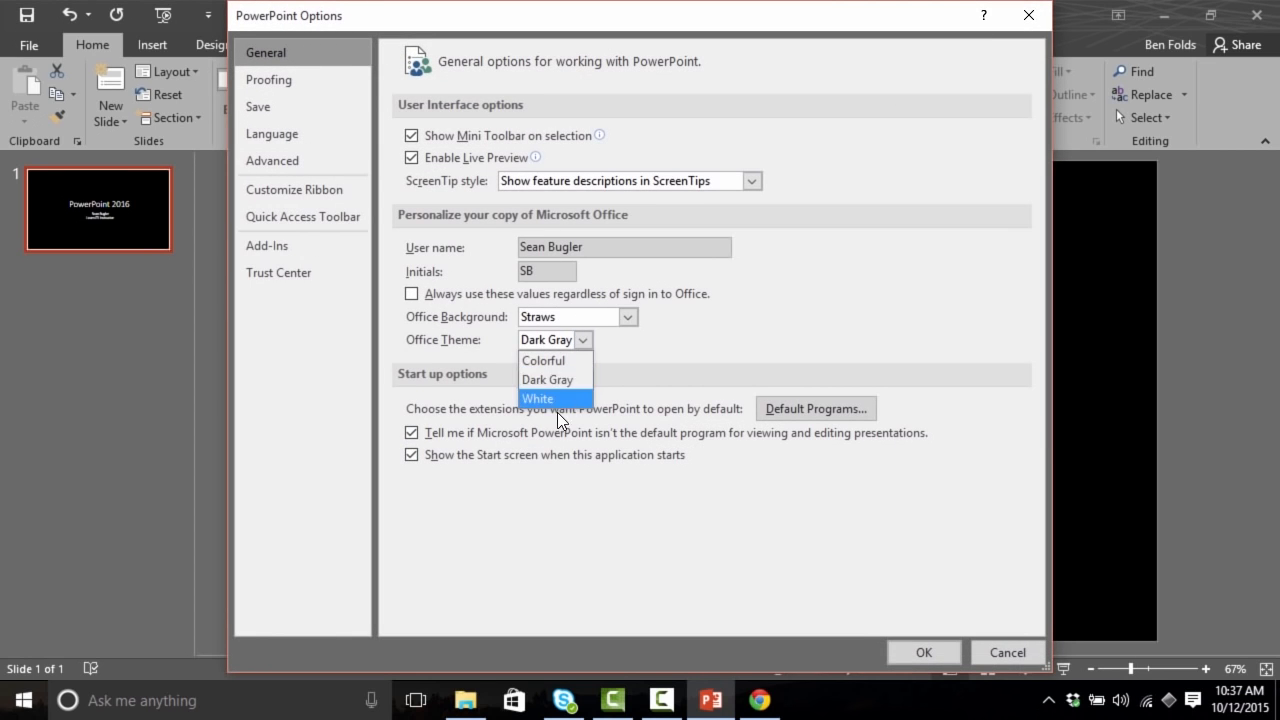 PowerPoint Options
?
File
Home
Insert
Desig
Ben Folds
Share
Paste
New
Slide
Layout
Reset
Section
Clipboard
Slides
Find
Replace
Select
Editing
ill
utline
ffects
1
PowerPoint 2016
Sean Bugler
General
Proofing
Save
Language
Advanced
Customize Ribbon
Quick Access Toolbar
Add-Ins
Trust Center
General options for working with PowerPoint.
User Interface options
Show Mini Toolbar on selection
Enable Live Preview
ScreenTip style: Show feature descriptions in ScreenTips
Personalize your copy of Microsoft Office
User name: Sean Bugler
Initials: SB
Always use these values regardless of sign in to Office.
Office Background: Straws
Office Theme: Dark Gray
Colorful
Dark Gray
White
Start up options
Choose the extensions you want PowerPoint to open by default: Default Programs...
Tell me if Microsoft PowerPoint isn't the default program for viewing and editing presentations.
Show the Start screen when this application starts
OK
Cancel
Slide 1 of 1
67%
Ask me anything
10:37 AM
10/12/2015